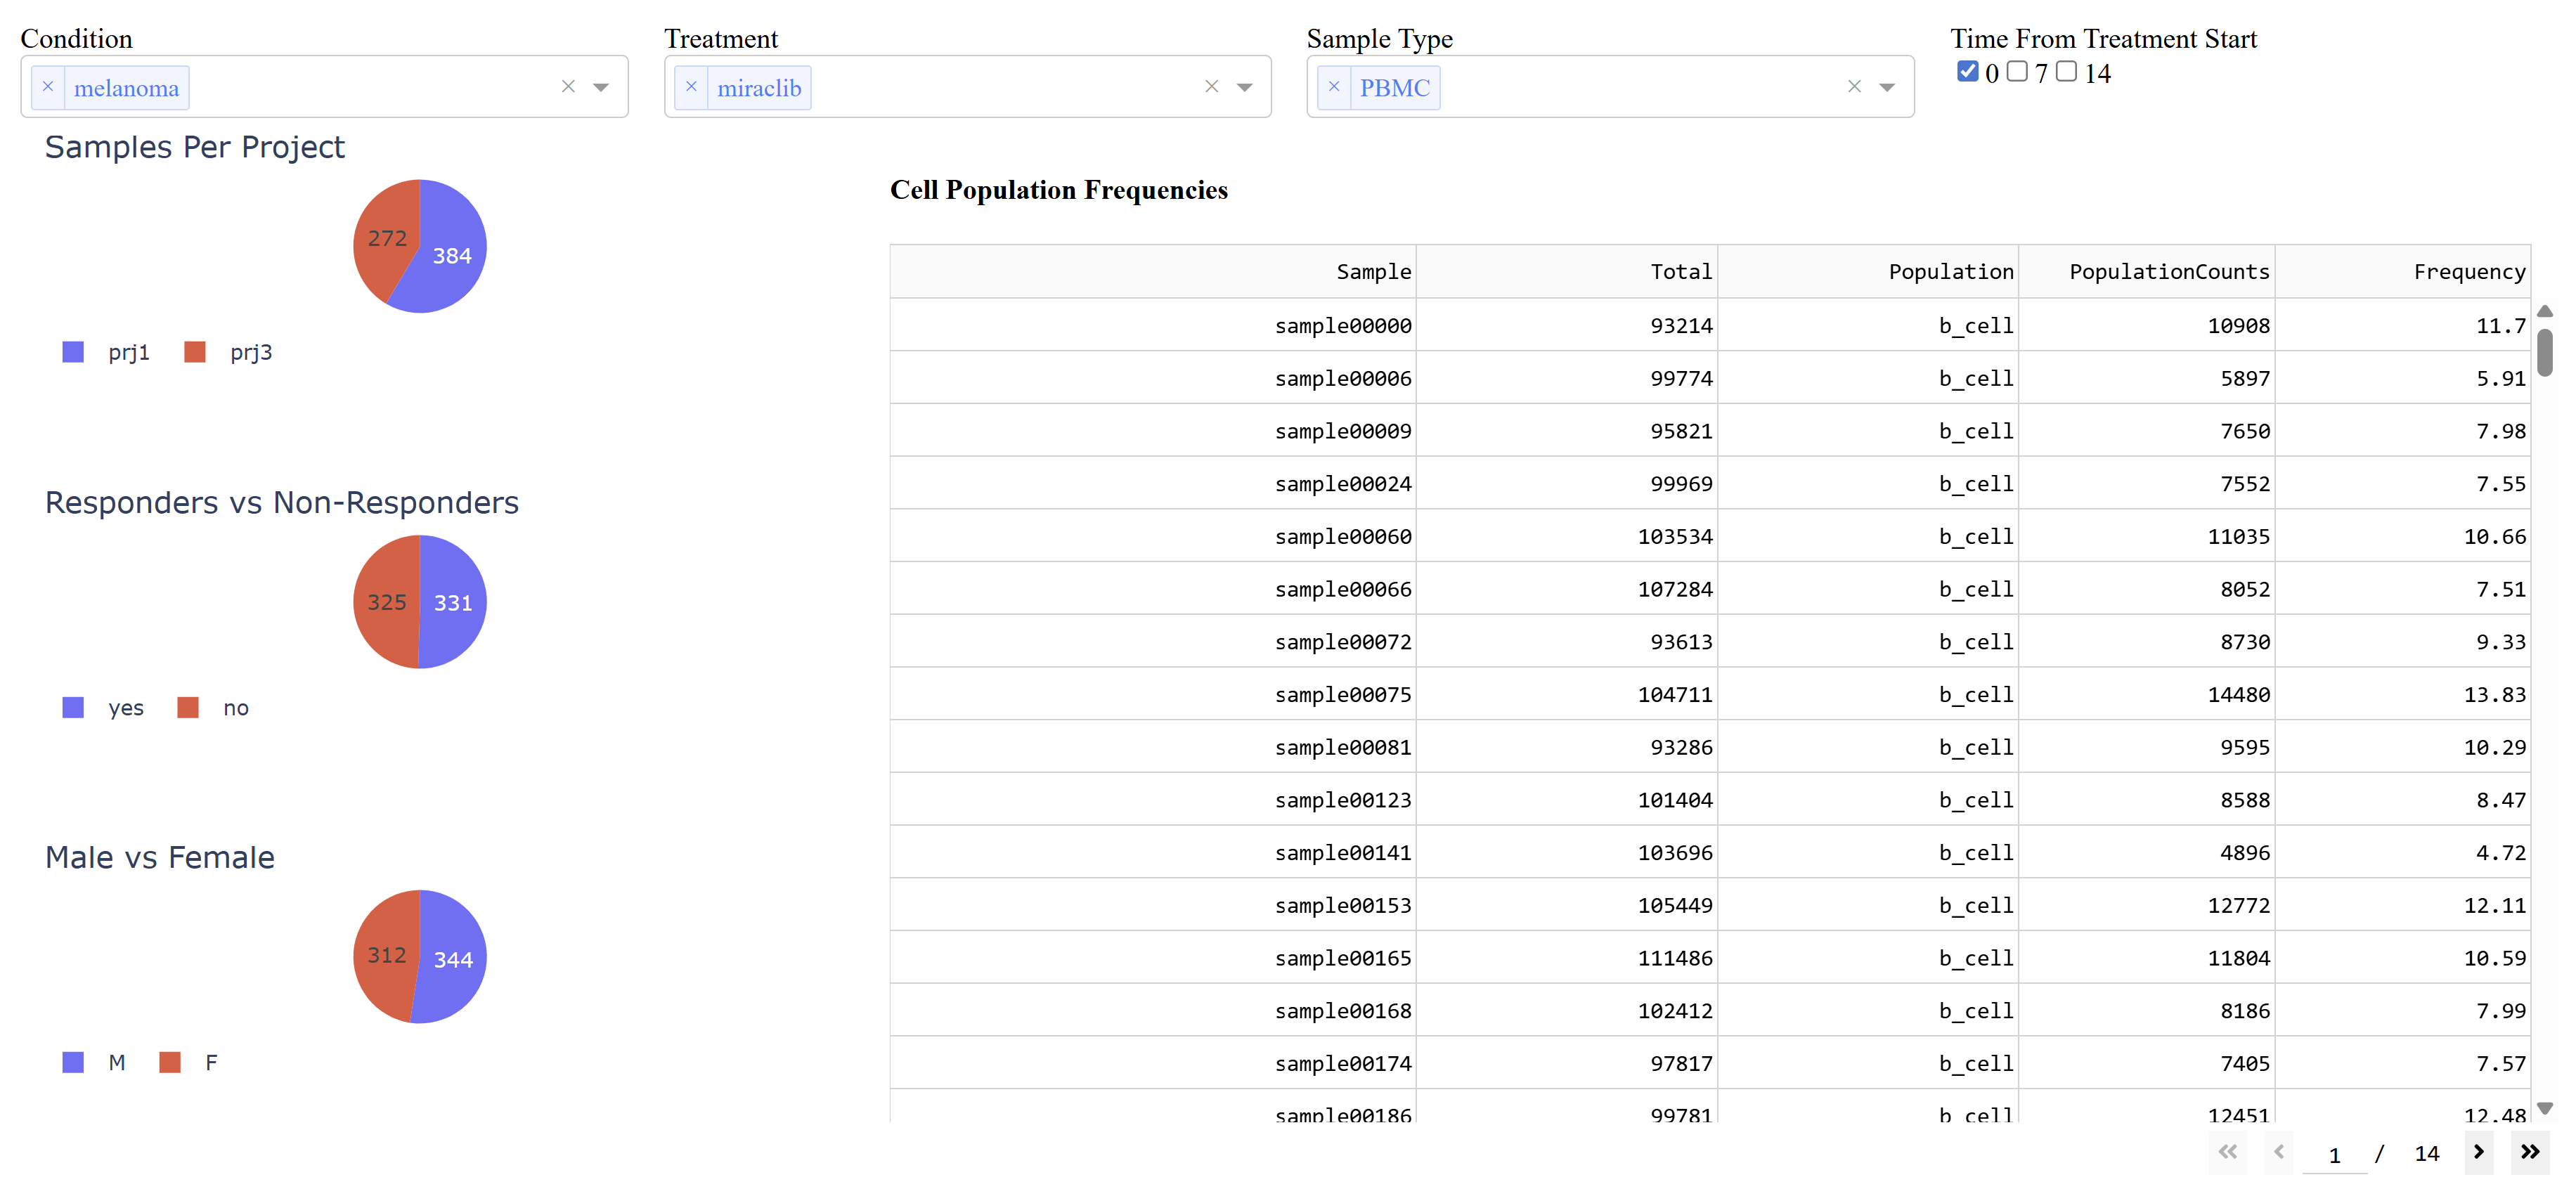 Condition
× melanoma ×
Treatment
× miraclib ×
Sample Type
× PBMC ×
Time From Treatment Start
0 7 14
Samples Per Project
272 384
prj1 prj3
Responders vs Non-Responders
325 331
yes no
Male vs Female
312 344
M F
Cell Population Frequencies
Sample Total Population PopulationCounts Frequency
sample00000 93214 b_cell 10908 11.7
sample00006 99774 b_cell 5897 5.91
sample00009 95821 b_cell 7650 7.98
sample00024 99969 b_cell 7552 7.55
sample00060 103534 b_cell 11035 10.66
sample00066 107284 b_cell 8052 7.51
sample00072 93613 b_cell 8730 9.33
sample00075 104711 b_cell 14480 13.83
sample00081 93286 b_cell 9595 10.29
sample00123 101404 b_cell 8588 8.47
sample00141 103696 b_cell 4896 4.72
sample00153 105449 b_cell 12772 12.11
sample00165 111486 b_cell 11804 10.59
sample00168 102412 b_cell 8186 7.99
sample00174 97817 b_cell 7405 7.57
sample00186 99781 b_cell 12451 12.48
1 / 14